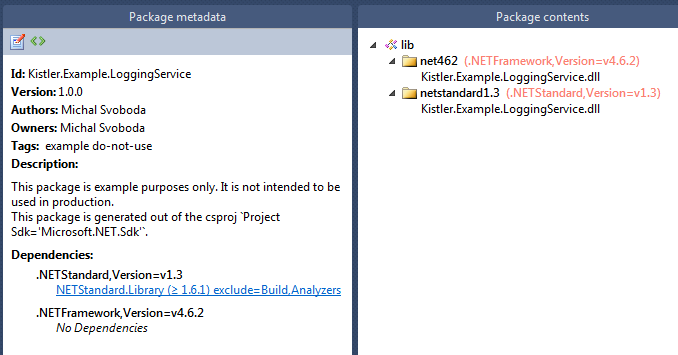 Package metadata
Id: Kistler.Example.LoggingService
Version: 1.0.0
Authors: Michal Svoboda
Owners: Michal Svoboda
Tags: example do-not-use
Description:
This package is example purposes only. It is not intended to be
used in production.
This package is generated out of the csproj `Project
Sdk='Microsoft.NET.Sdk'`.
Dependencies:
.NETStandard,Version=v1.3
NETStandard.Library (≥ 1.6.1) exclude=Build,Analyzers
.NETFramework,Version=v4.6.2
No Dependencies
Package contents
lib
net462 (.NETFramework,Version=v4.6.2)
Kistler.Example.LoggingService.dll
netstandard1.3 (.NETStandard,Version=v1.3)
Kistler.Example.LoggingService.dll